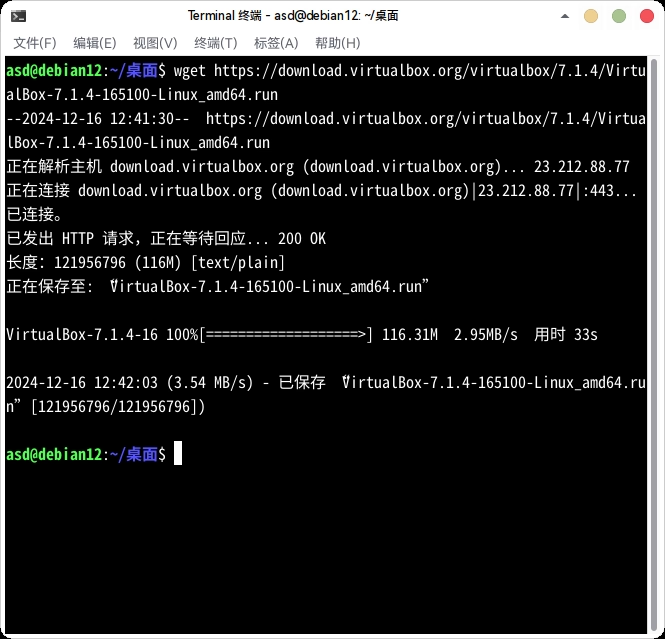 Terminal 终端 - asd@debian12: ~/桌面
文件(F) 编辑(E) 视图(V) 终端(T) 标签(A) 帮助(H)
asd@debian12:~/桌面$ wget https://download.virtualbox.org/virtualbox/7.1.4/Virtu
alBox-7.1.4-165100-Linux_amd64.run
--2024-12-16 12:41:30--  https://download.virtualbox.org/virtualbox/7.1.4/Virtua
lBox-7.1.4-165100-Linux_amd64.run
正在解析主机 download.virtualbox.org (download.virtualbox.org)... 23.212.88.77
正在连接 download.virtualbox.org (download.virtualbox.org)|23.212.88.77|:443...
已连接。
已发出 HTTP 请求，正在等待回应... 200 OK
长度：121956796 (116M) [text/plain]
正在保存至: “VirtualBox-7.1.4-165100-Linux_amd64.run”
VirtualBox-7.1.4-16 100%[===================>] 116.31M  2.95MB/s  用时 33s
2024-12-16 12:42:03 (3.54 MB/s) - 已保存 “VirtualBox-7.1.4-165100-Linux_amd64.ru
n” [121956796/121956796])
asd@debian12:~/桌面$